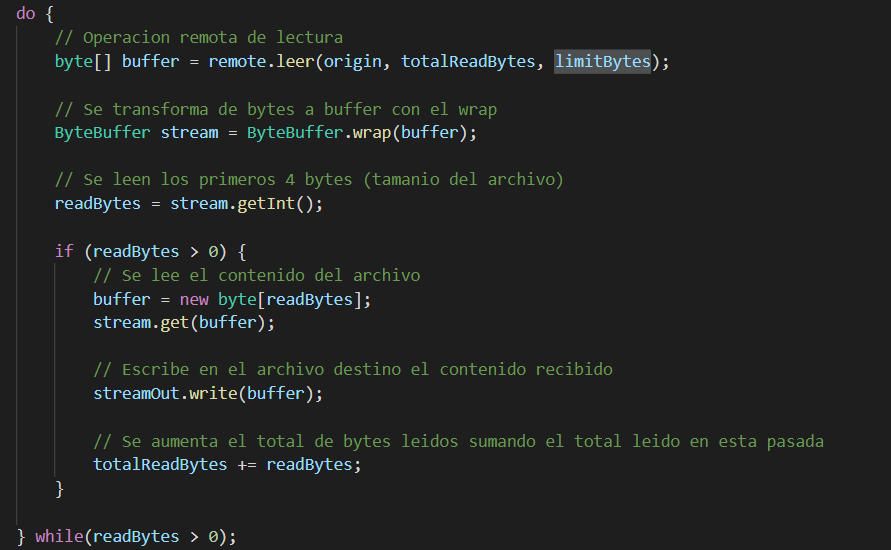 do {
// Operacion remota de lectura
byte[] buffer = remote.leer(origin, totalReadBytes, limitBytes);
// Se transforma de bytes a buffer con el wrap
ByteBuffer stream = ByteBuffer.wrap(buffer);
// Se leen los primeros 4 bytes (tamanio del archivo)
readBytes = stream.getInt();
if (readBytes > 0) {
// Se lee el contenido del archivo
buffer = new byte[readBytes];
stream.get(buffer);
// Escribe en el archivo destino el contenido recibido
streamOut.write(buffer);
// Se aumenta el total de bytes leidos sumando el total leido en esta pasada
totalReadBytes += readBytes;
}
} while(readBytes > 0);